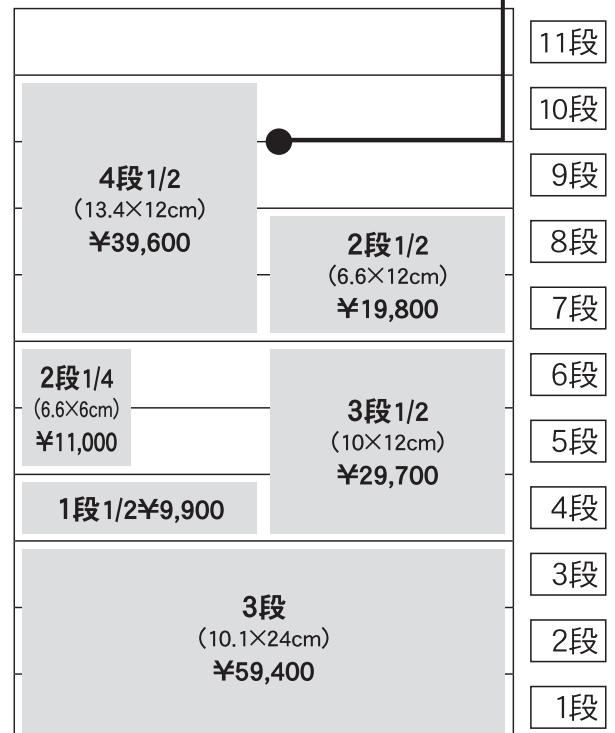 11段
10段
9段
8段
7段
6段
5段
4段
3段
2段
1段
4段1/2
(13.4×12cm)
¥39,600
2段1/2
(6.6×12cm)
¥19,800
2段1/4
(6.6×6cm)
¥11,000
3段1/2
(10×12cm)
¥29,700
1段1/2¥9,900
3段
(10.1×24cm)
¥59,400